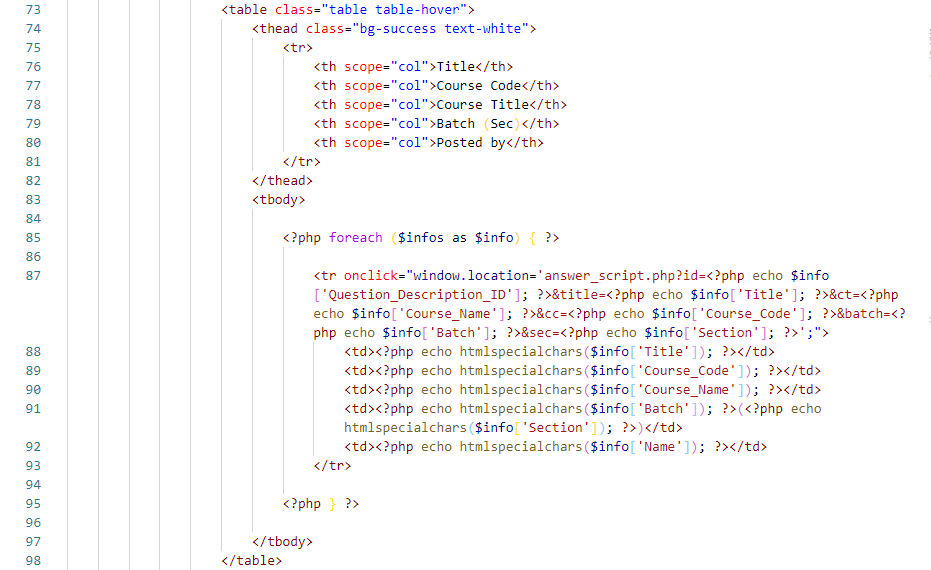 73 <table class="table table-hover">
74 <thead class="bg-success text-white">
75 <tr>
76 <th scope="col">Title</th>
77 <th scope="col">Course Code</th>
78 <th scope="col">Course Title</th>
79 <th scope="col">Batch (Sec)</th>
80 <th scope="col">Posted by</th>
81 </tr>
82 </thead>
83 <tbody>
84
85 <?php foreach ($infos as $info) { ?>
86
87 <tr onclick="window.location='answer_script.php?id=<?php echo $info
['Question_Description_ID']; ?>&title=<?php echo $info['Title']; ?>&ct=<?php
echo $info['Course_Name']; ?>&cc=<?php echo $info['Course_Code']; ?>&batch=<?
php echo $info['Batch']; ?>&sec=<?php echo $info['Section']; ?>';">
88 <td><?php echo htmlspecialchars($info['Title']); ?></td>
89 <td><?php echo htmlspecialchars($info['Course_Code']); ?></td>
90 <td><?php echo htmlspecialchars($info['Course_Name']); ?></td>
91 <td><?php echo htmlspecialchars($info['Batch']); ?>(<?php echo
htmlspecialchars($info['Section']); ?>)</td>
92 <td><?php echo htmlspecialchars($info['Name']); ?></td>
93 </tr>
94
95 <?php } ?>
96
97 </tbody>
98 </table>